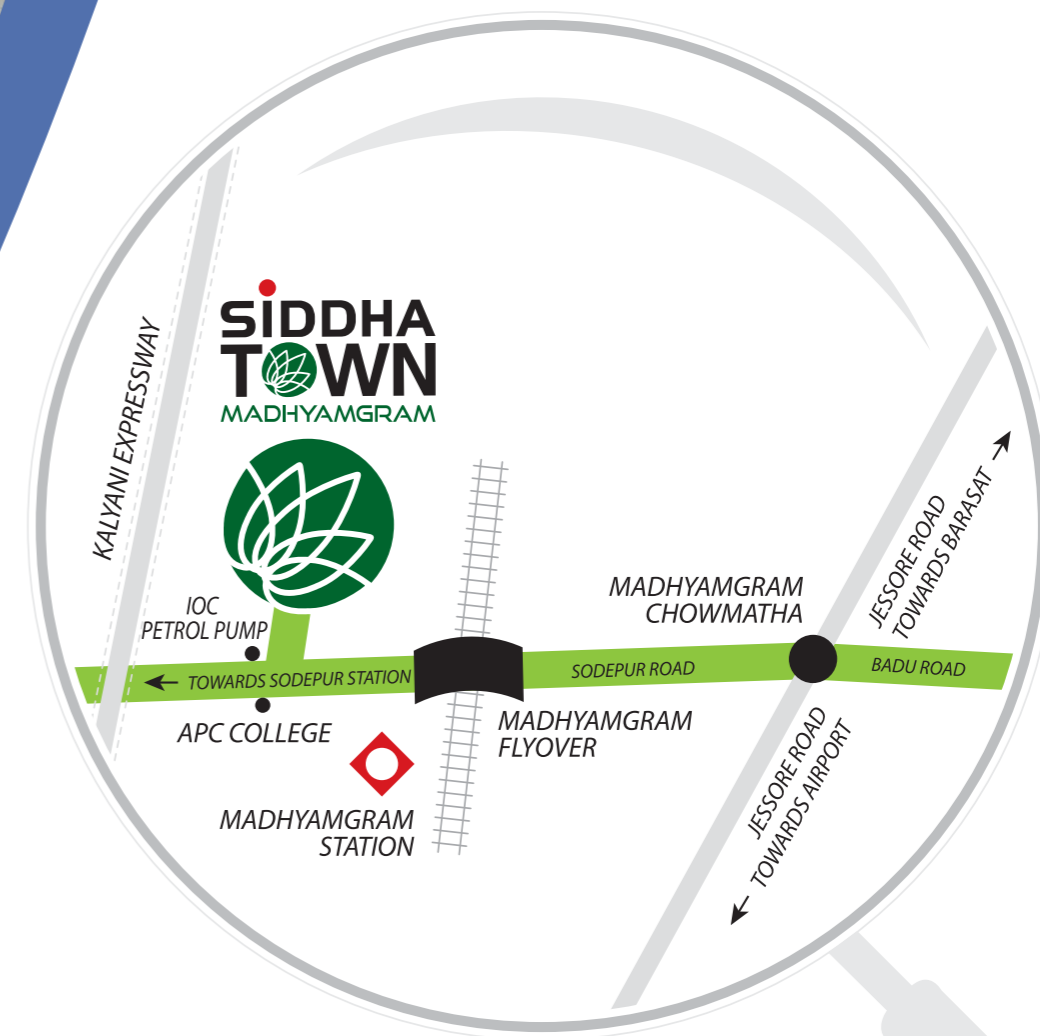 SiDDHA
TOWN
MADHYAMGRAM
KALYANI EXPRESSWAY
IOC
PETROL PUMP
TOWARDS SODEPUR STATION
APC COLLEGE
MADHYAMGRAM
STATION
MADHYAMGRAM
FLYOVER
SODEPUR ROAD
MADHYAMGRAM
CHOWMATHA
BADU ROAD
JESSORE ROAD
TOWARDS BARASAT
JESSORE ROAD
TOWARDS AIRPORT